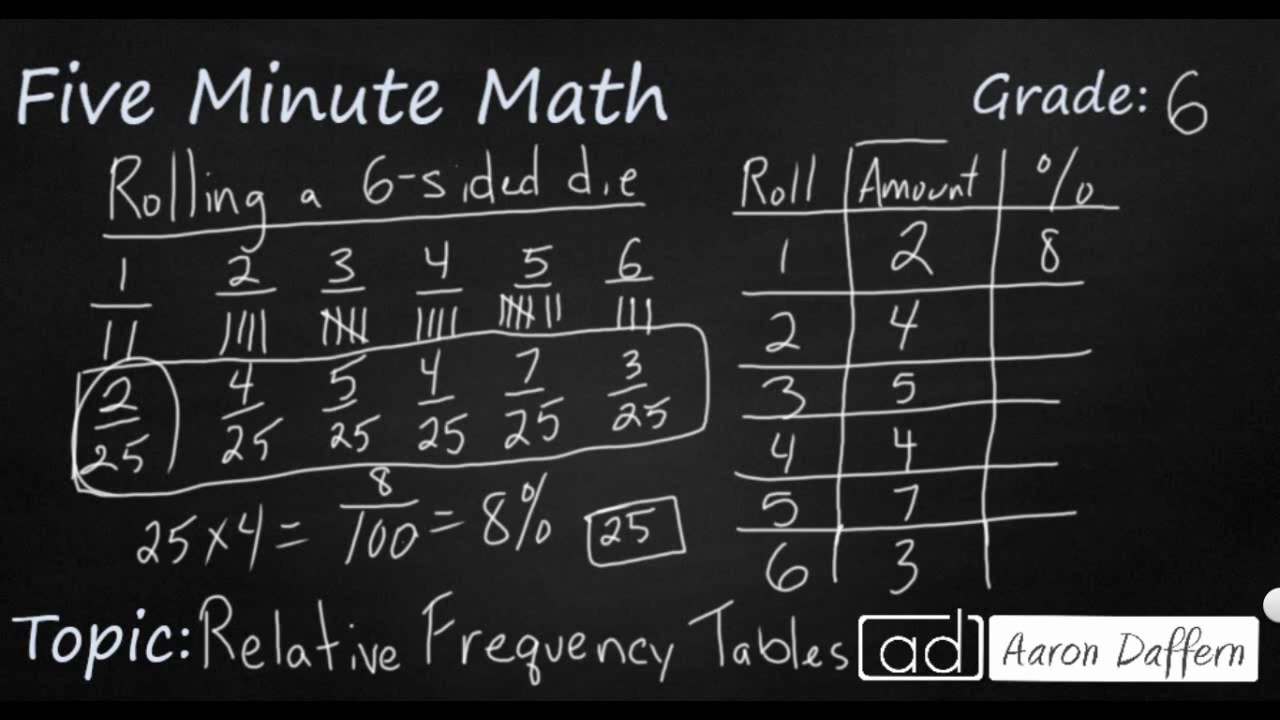 Five Minute Math
Grade: 6
Rolling a 6-sided die
1 2 3 4 5 6
2/25 4/25 5/25 4/25 7/25 3/25
25 x 4 = 8/100 = 8% 25
Roll Amount %
1 2 8
2 4
3 5
4 4
5 7
6 3
Topic: Relative Frequency Tables
ad Aaron Daffern